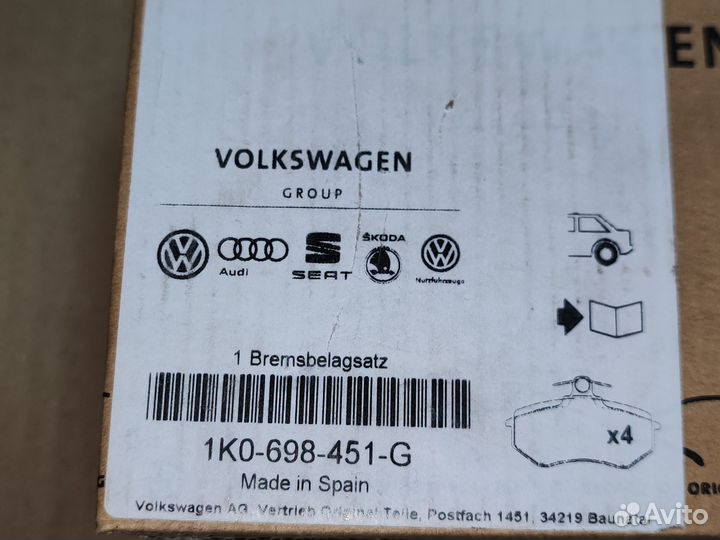 EN
VOLKSWAGEN
GROUP
Audi
SEAT
ŠKODA
Nutzfahrzeuge
1 Bremsbelagsatz
x4
1K0-698-451-G
Made in Spain
G
ORIG
Volkswagen AG, Vertrieb Original Teile, Postfach 1451, 34219 Baunatal
Avito